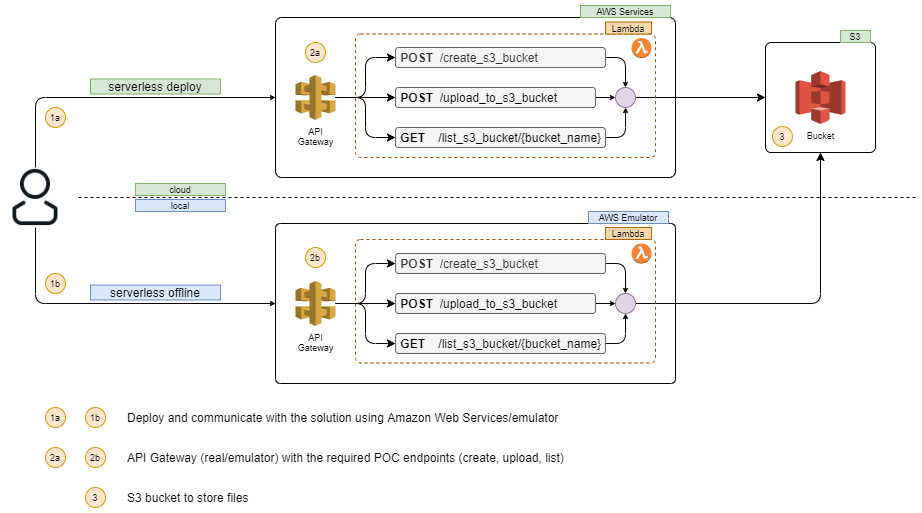 AWS Services
Lambda
S3
2a
POST /create_s3_bucket
serverless deploy
POST /upload_to_s3_bucket
1a
API
Gateway
GET /list_s3_bucket/{bucket_name}
3
Bucket
cloud
local
AWS Emulator
Lambda
2b
POST /create_s3_bucket
1b
serverless offline
POST /upload_to_s3_bucket
API
Gateway
GET /list_s3_bucket/{bucket_name}
1a 1b Deploy and communicate with the solution using Amazon Web Services/emulator
2a 2b API Gateway (real/emulator) with the required POC endpoints (create, upload, list)
3 S3 bucket to store files